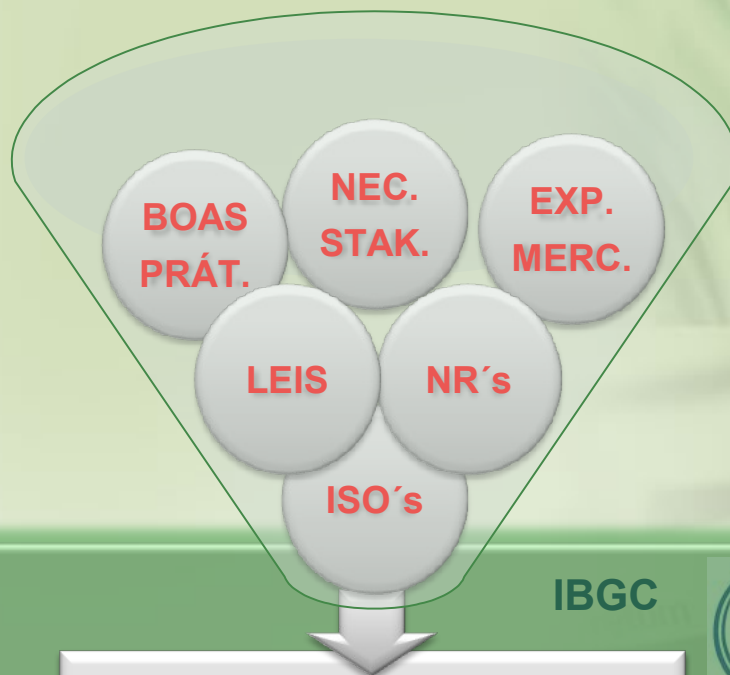 BOAS
PRÁT.
NEC.
STAK.
EXP.
MERC.
LEIS
NR´s
ISO´s
IBGC